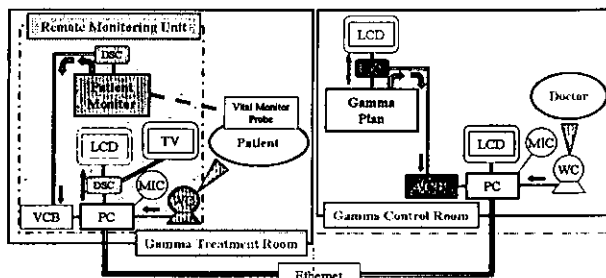 Remote Monitoring Unit
DSC
Patient
Monitor
Vital Monitor
Probe
Patient
LCD
TV
DSC
MIC
VCB
PC
WC
Gamma Treatment Room
LCD
Gamma
Plan
Doctor
LCD
MIC
WC
PC
Gamma Control Room
Ethernet